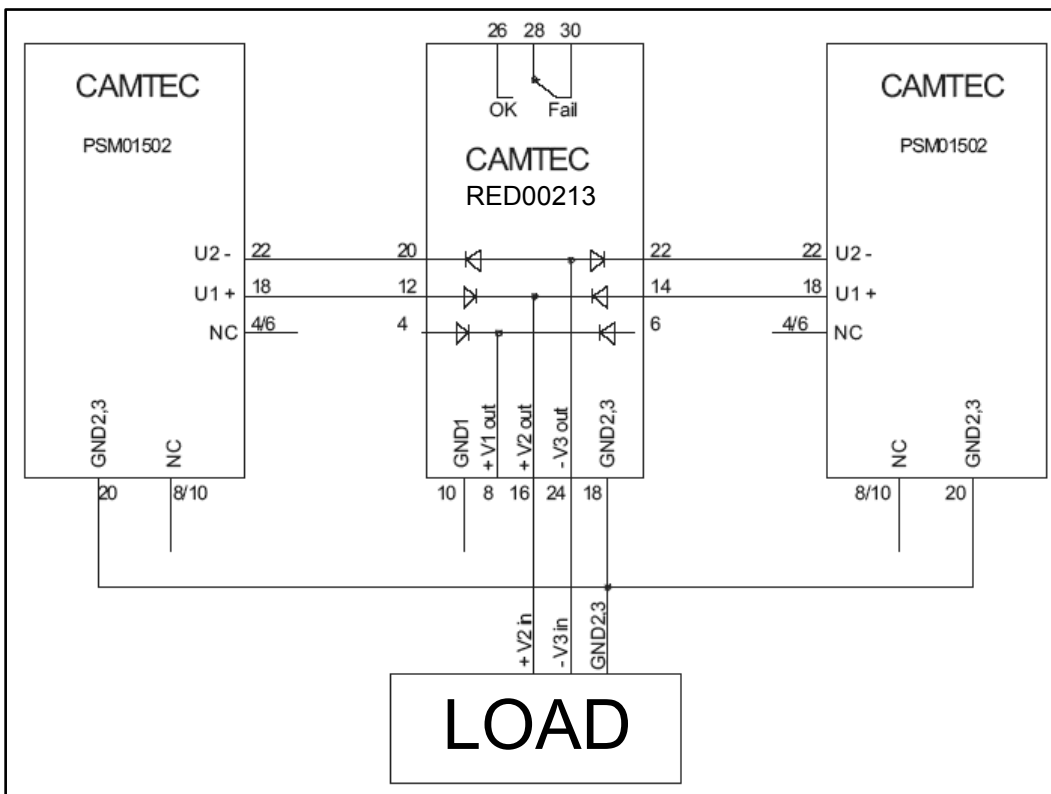 26 28 30
OK Fail
CAMTEC
PSM01502
U2 - 22
U1 + 18
NC 4/6
GND2,3
NC
20 8/10
CAMTEC
RED00213
20 22
12 14
4 6
GND1
+ V1 out
+ V2 out
- V3 out
GND2,3
10 8 16 24 18
CAMTEC
PSM01502
22 U2 -
18 U1 +
4/6 NC
NC
GND2,3
8/10 20
+ V2 in
- V3 in
GND2,3
LOAD